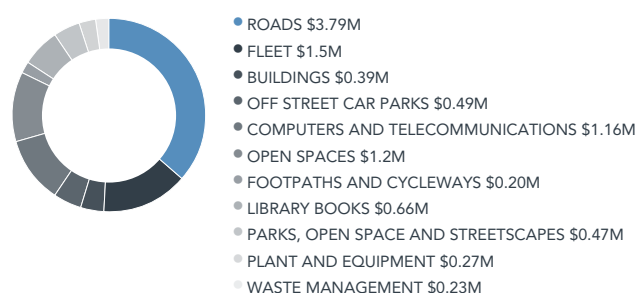 ROADS $3.79M
FLEET $1.5M
BUILDINGS $0.39M
OFF STREET CAR PARKS $0.49M
COMPUTERS AND TELECOMMUNICATIONS $1.16M
OPEN SPACES $1.2M
FOOTPATHS AND CYCLEWAYS $0.20M
LIBRARY BOOKS $0.66M
PARKS, OPEN SPACE AND STREETSCAPES $0.47M
PLANT AND EQUIPMENT $0.27M
WASTE MANAGEMENT $0.23M